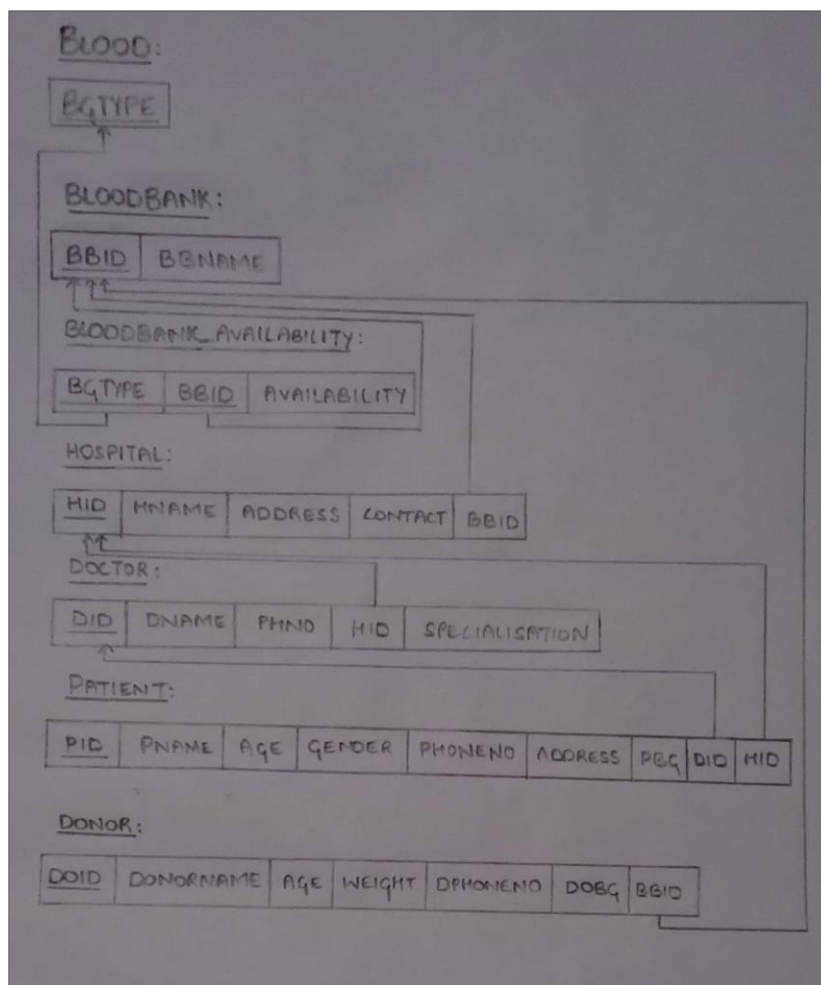 BLOOD:
BGTYPE
BLOODBANK:
BBID BBNAME
BLOODBANK_AVAILABILITY:
BGTYPE BBID AVAILABILITY
HOSPITAL:
HID HNAME ADDRESS CONTACT BBID
DOCTOR:
DID DNAME PHNO HID SPECIALISATION
PATIENT:
PID PNAME AGE GENDER PHONENO ADDRESS PBG DID HID
DONOR:
DOID DONORNAME AGE WEIGHT DPHONENO DOBG BBID